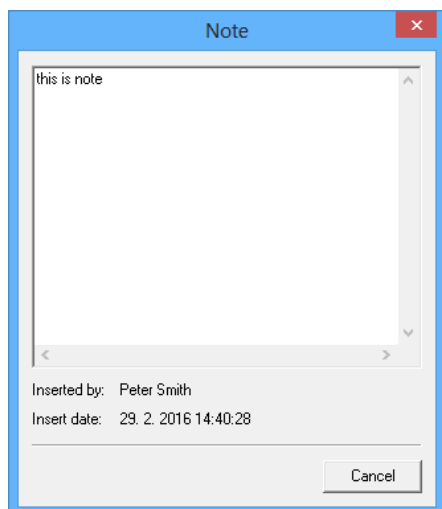 Note
this is note
Inserted by: Peter Smith
Insert date: 29. 2. 2016 14:40:28
Cancel